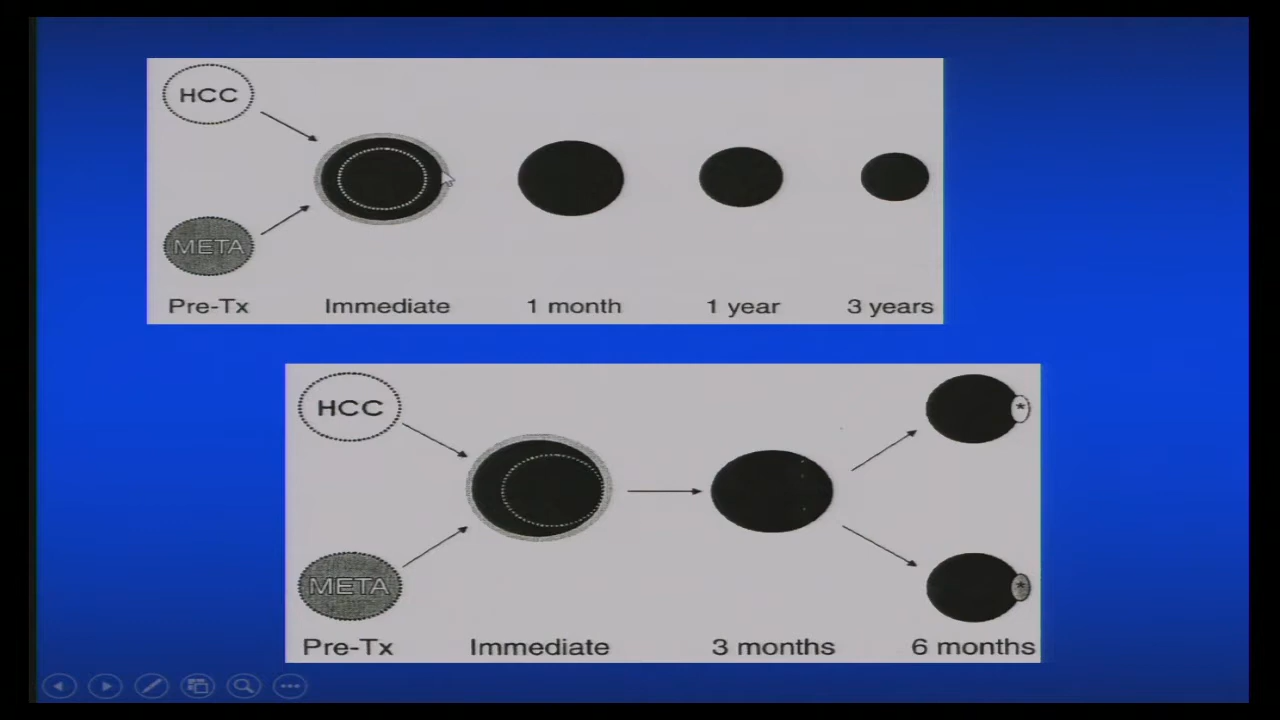 HCC
META
Pre-Tx Immediate 1 month 1 year 3 years
HCC
*
META
*
Pre-Tx Immediate 3 months 6 months